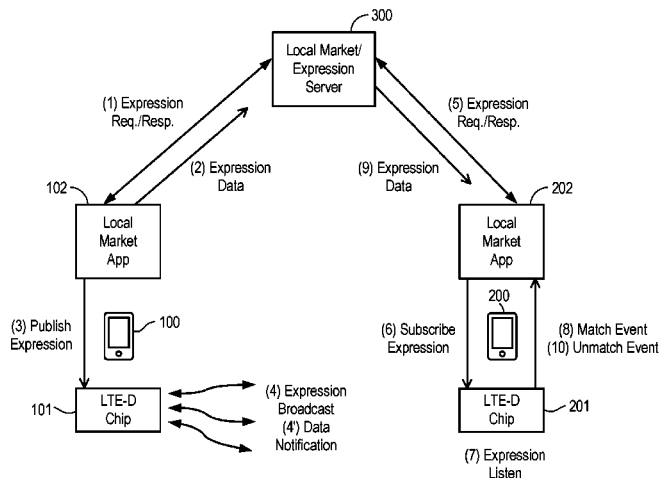 300
Local Market/
Expression
Server
(1) Expression
Req./Resp.
(2) Expression
Data
(5) Expression
Req./Resp.
(9) Expression
Data
102
Local
Market
App
202
Local
Market
App
(3) Publish
Expression
100
(6) Subscribe
Expression
200
(8) Match Event
(10) Unmatch Event
101
LTE-D
Chip
(4) Expression
Broadcast
(4') Data
Notification
LTE-D
Chip
201
(7) Expression
Listen